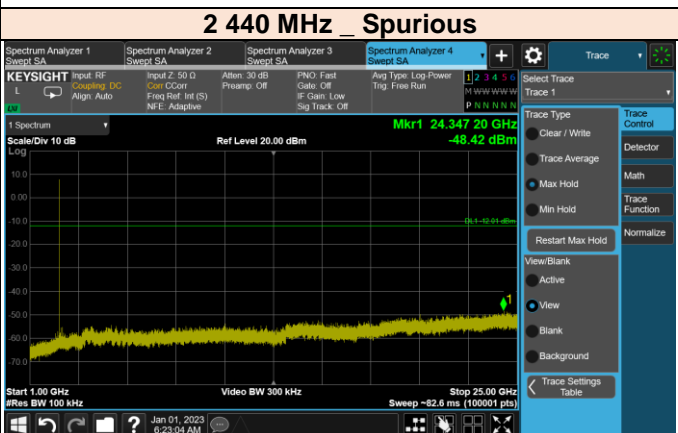 2 440 MHz _ Spurious
Spectrum Analyzer 1
Swept SA
Spectrum Analyzer 2
Swept SA
Spectrum Analyzer 3
Swept SA
Spectrum Analyzer 4
Swept SA
Trace
KEYSIGHT
L
Input: RF
Coupling: DC
Align: Auto
Input Z: 50 Ω
Corr CCorr
Freq Ref: Int (S)
NFE: Adaptive
Atten: 30 dB
Preamp: Off
PNO: Fast
Gate: Off
IF Gain: Low
Sig Track: Off
Avg Type: Log-Power
Trig: Free Run
1 2 3 4 5 6
M W W W W W
P N N N N N
Select Trace
Trace 1
1 Spectrum
Scale/Div 10 dB
Log
Ref Level 20.00 dBm
Mkr1 24.347 20 GHz
-48.42 dBm
10.0
0.00
-10.0
-20.0
-30.0
-40.0
-50.0
-60.0
-70.0
DL1 -12.01 dBm
1
Start 1.00 GHz
#Res BW 100 kHz
Video BW 300 kHz
Stop 25.00 GHz
Sweep ~82.6 ms (100001 pts)
Trace Type
Clear / Write
Trace Average
Max Hold
Min Hold
Restart Max Hold
View/Blank
Active
View
Blank
Background
Trace Settings
Table
Trace
Control
Detector
Math
Trace
Function
Normalize
Jan 01, 2023
6:23:04 AM